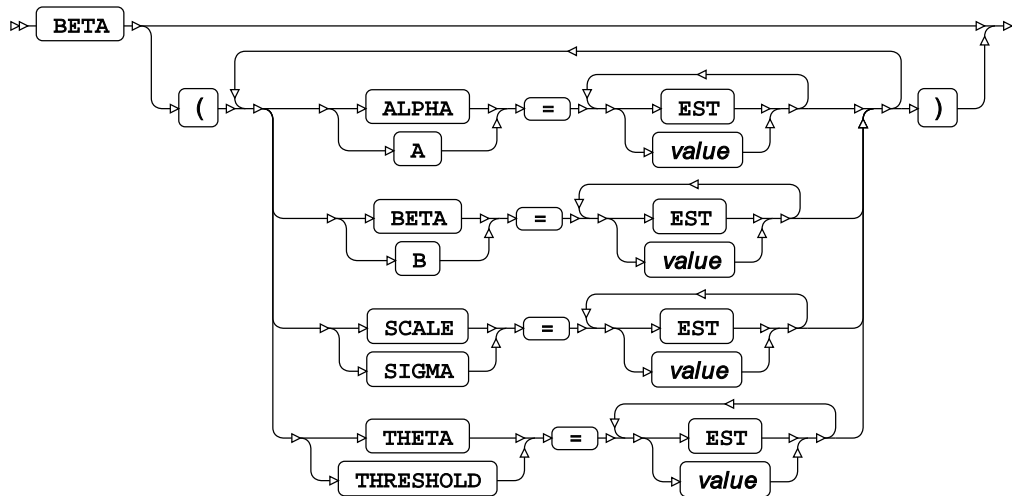 BETA
( ALPHA = EST )
A value
BETA = EST
B value
SCALE = EST
SIGMA value
THETA = EST
THRESHOLD value